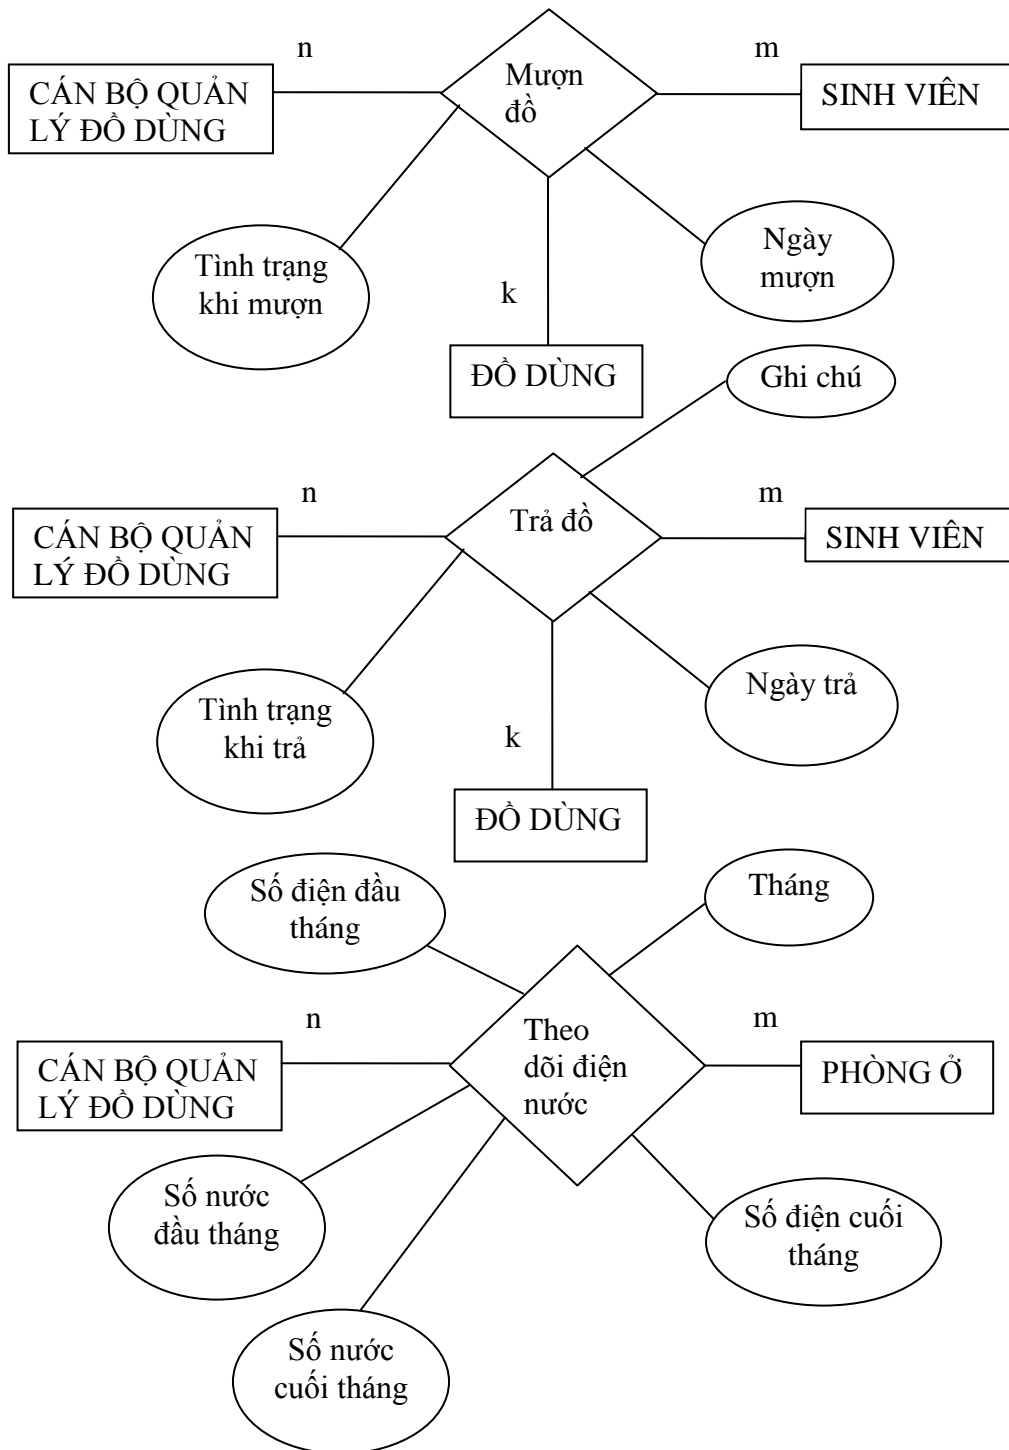 n
m
CÁN BỘ QUẢN
LÝ ĐỒ DÙNG
Mượn
đồ
SINH VIÊN
Tình trạng
khi mượn
Ngày
mượn
k
ĐỒ DÙNG
Ghi chú
n
m
CÁN BỘ QUẢN
LÝ ĐỒ DÙNG
Trả đồ
SINH VIÊN
Tình trạng
khi trả
Ngày trả
k
ĐỒ DÙNG
Số điện đầu
tháng
Tháng
n
m
CÁN BỘ QUẢN
LÝ ĐỒ DÙNG
Theo
dõi điện
nước
PHÒNG Ở
Số nước
đầu tháng
Số điện cuối
tháng
Số nước
cuối tháng